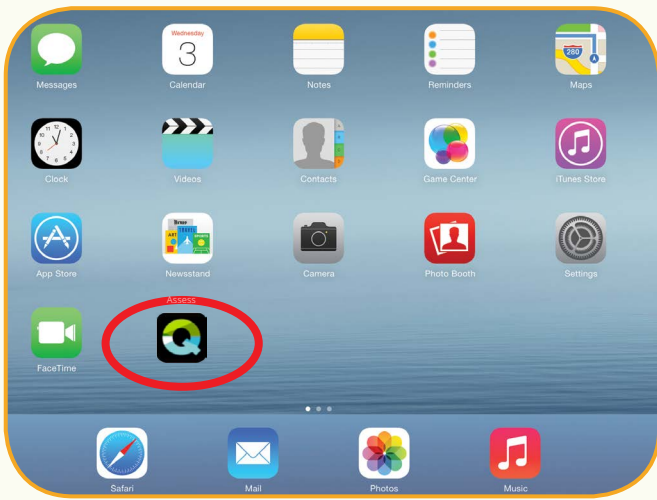 Wednesday
3
Messages
Calendar
Notes
Reminders
280
Maps
Clock
Videos
Contacts
Game Center
iTunes Store
App Store
Newsstand
Camera
Photo Booth
Settings
Assess
Q
FaceTime
Safari
Mail
Photos
Music